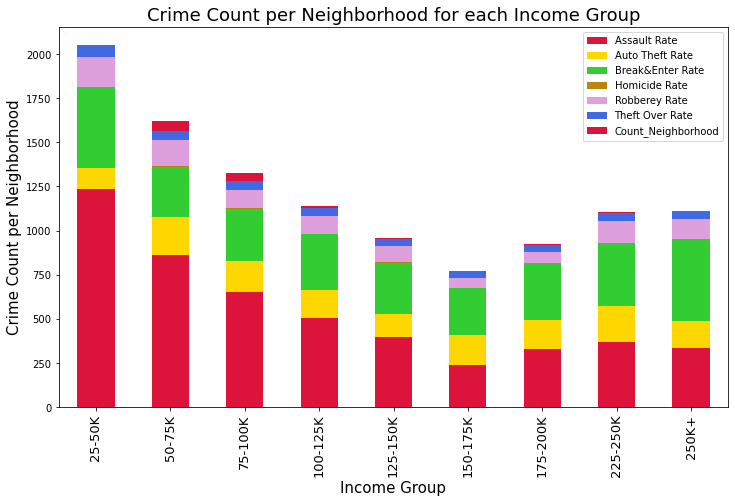 Crime Count per Neighborhood for each Income Group
Assault Rate
Auto Theft Rate
Break&Enter Rate
Homicide Rate
Robberey Rate
Theft Over Rate
Count_Neighborhood
Crime Count per Neighborhood
2000
1750
1500
1250
1000
750
500
250
0
25-50K
50-75K
75-100K
100-125K
125-150K
150-175K
175-200K
225-250K
250K+
Income Group